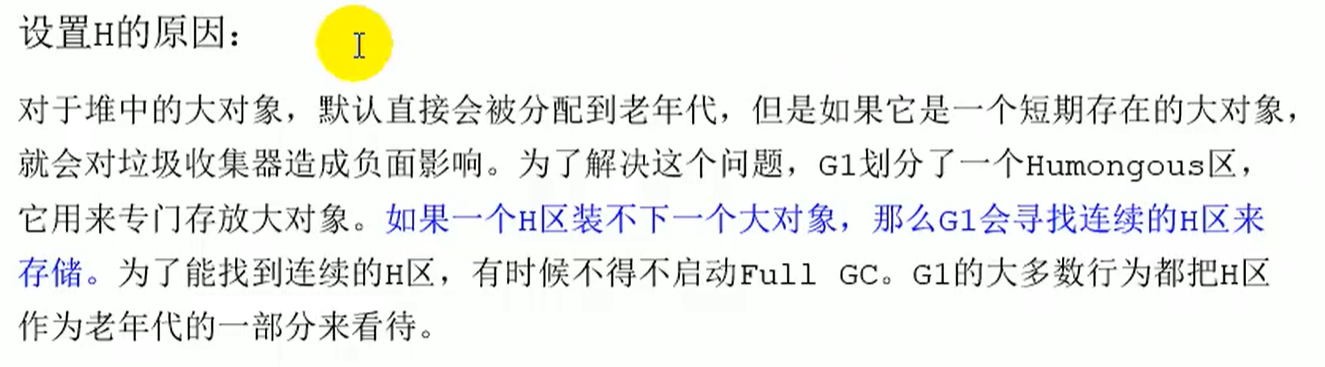 设置H的原因：
对于堆中的大对象，默认直接会被分配到老年代，但是如果它是一个短期存在的大对象，
就会对垃圾收集器造成负面影响。为了解决这个问题，G1划分了一个Humongous区，
它用来专门存放大对象。如果一个H区装不下一个大对象，那么G1会寻找连续的H区来
存储。为了能找到连续的H区，有时候不得不启动Full GC。G1的大多数行为都把H区
作为老年代的一部分来看待。